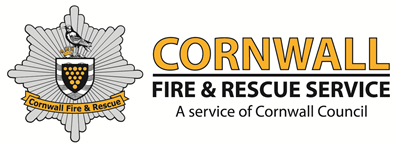 Cornwall Fire & Rescue
CORNWALL
FIRE & RESCUE SERVICE
A service of Cornwall Council